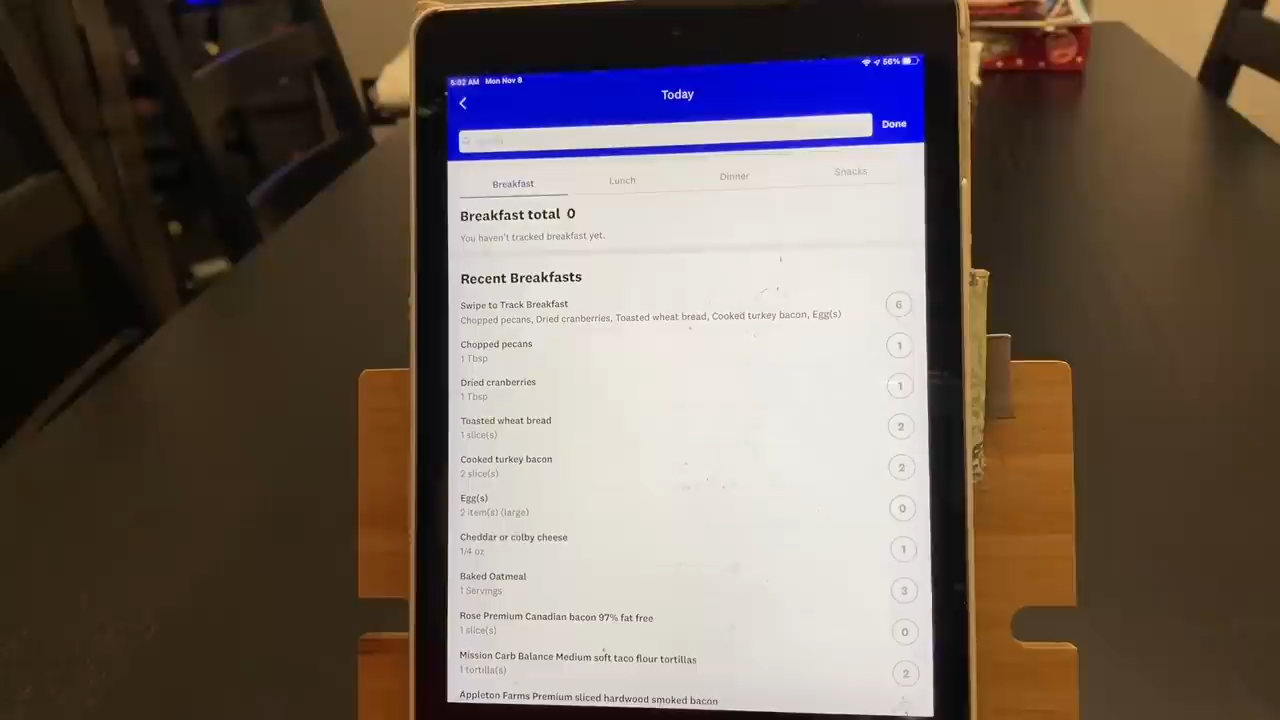 5:02 AM Mon Nov 8
56%
Today
Done
Breakfast
Lunch
Dinner
Snacks
Breakfast total 0
You haven't tracked breakfast yet.
Recent Breakfasts
Swipe to Track Breakfast
6
Chopped pecans, Dried cranberries, Toasted wheat bread, Cooked turkey bacon, Egg(s)
Chopped pecans
1
1 Tbsp
Dried cranberries
1
1 Tbsp
Toasted wheat bread
2
1 slice(s)
Cooked turkey bacon
2
2 slice(s)
Egg(s)
0
2 item(s) (large)
Cheddar or colby cheese
1
1/4 oz
Baked Oatmeal
3
1 Servings
Rose Premium Canadian bacon 97% fat free
0
1 slice(s)
Mission Carb Balance Medium soft taco flour tortillas
2
1 tortilla(s)
Appleton Farms Premium sliced hardwood smoked bacon